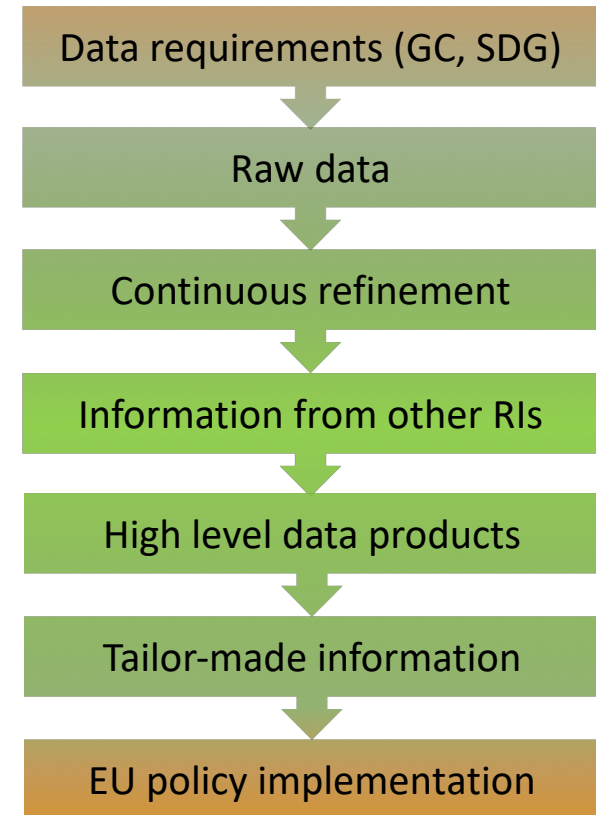 Data requirements (GC, SDG)
Raw data
Continuous refinement
Information from other RIs
High level data products
Tailor-made information
EU policy implementation